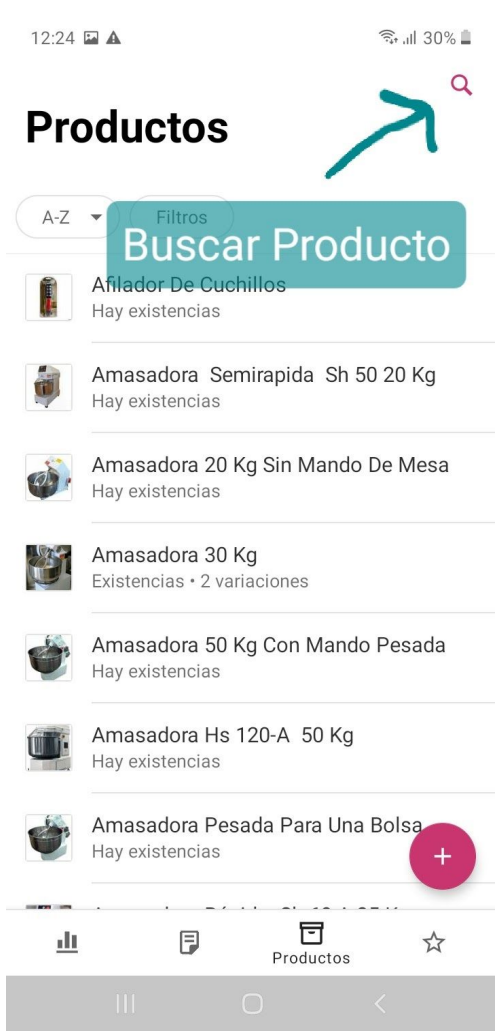 12:24
30%
Productos
A-Z
Filtros
Buscar Producto
Afilador De Cuchillos
Hay existencias
Amasadora  Semirapida  Sh 50 20 Kg
Hay existencias
Amasadora 20 Kg Sin Mando De Mesa
Hay existencias
Amasadora 30 Kg
Existencias • 2 variaciones
Amasadora 50 Kg Con Mando Pesada
Hay existencias
Amasadora Hs 120-A  50 Kg
Hay existencias
Amasadora Pesada Para Una Bolsa
Hay existencias
Productos